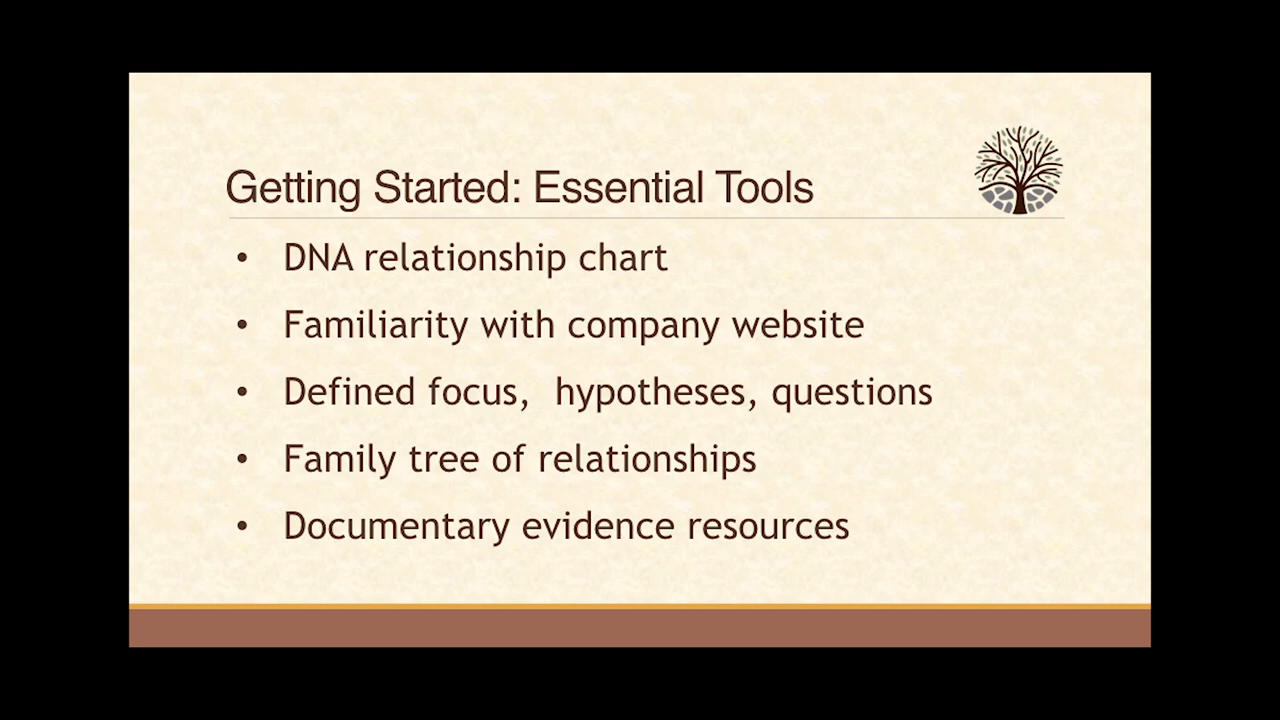 Getting Started: Essential Tools
• DNA relationship chart
• Familiarity with company website
• Defined focus,  hypotheses, questions
• Family tree of relationships
• Documentary evidence resources